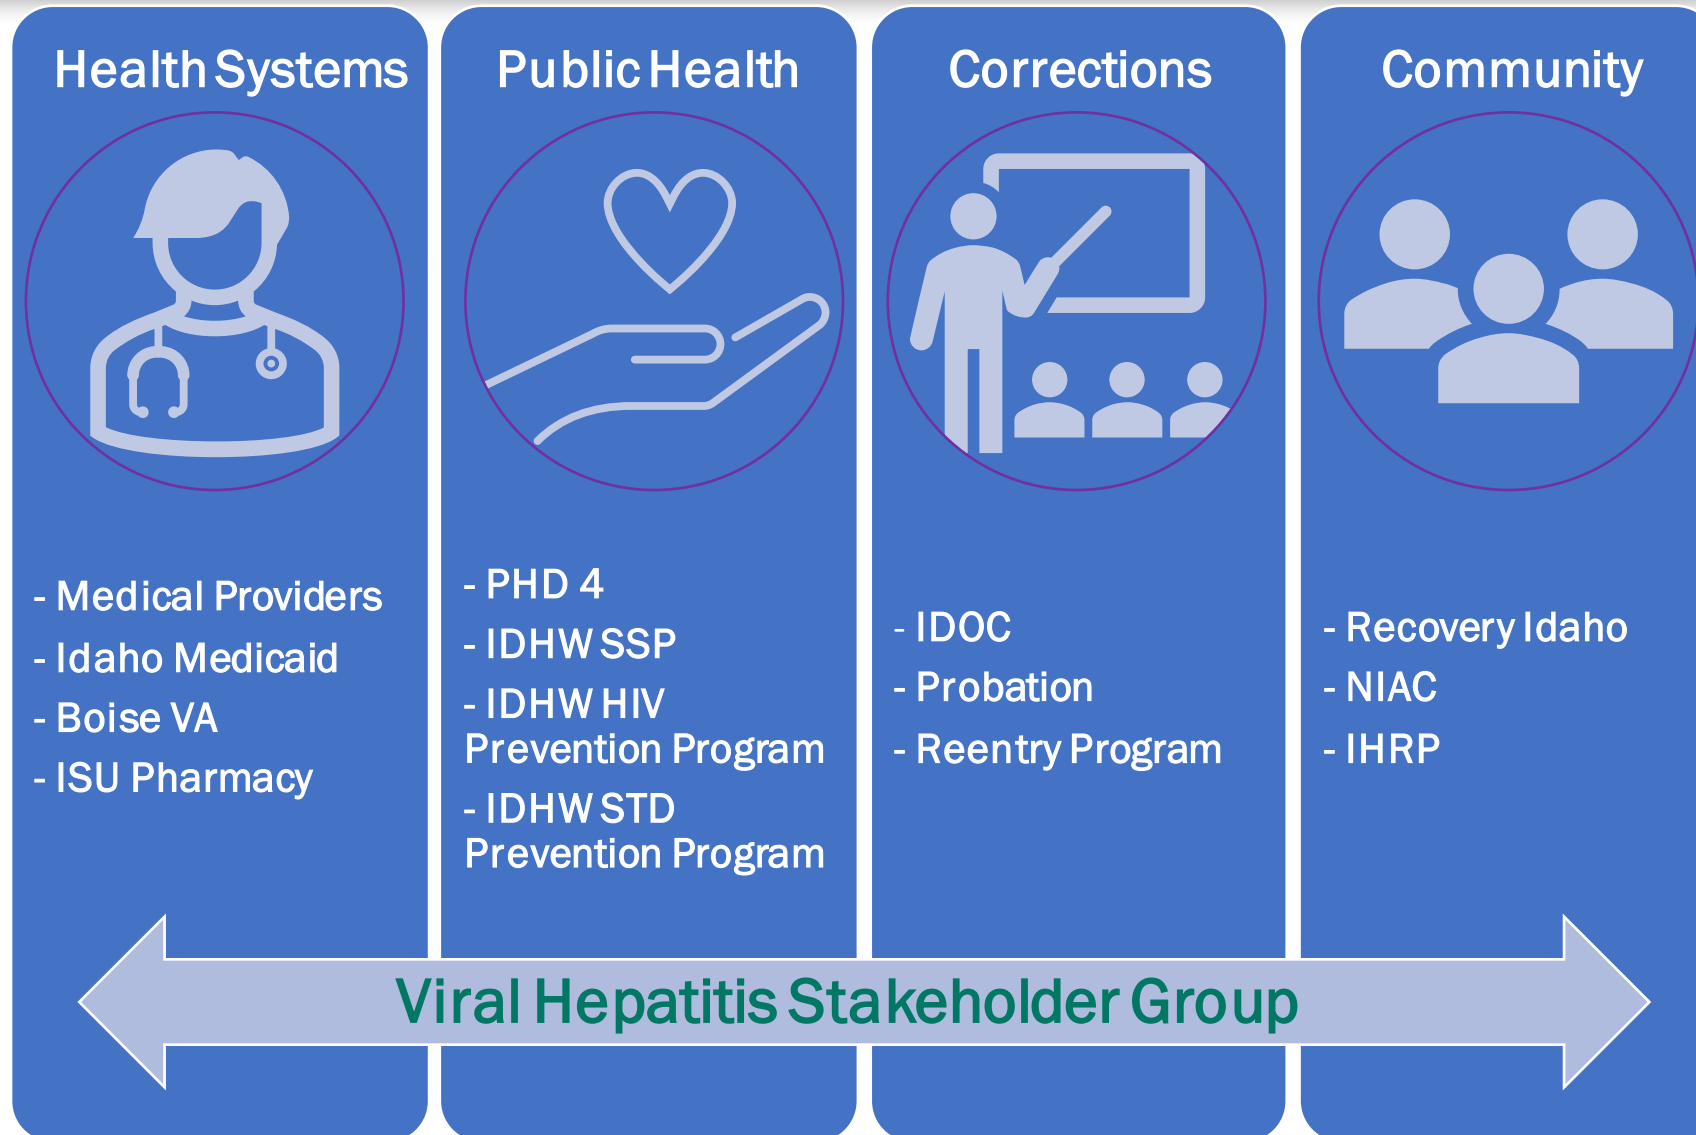 Health Systems
- Medical Providers
- Idaho Medicaid
- Boise VA
- ISU Pharmacy
Public Health
- PHD 4
- IDHW SSP
- IDHW HIV
Prevention Program
- IDHW STD
Prevention Program
Corrections
- IDOC
- Probation
- Reentry Program
Community
- Recovery Idaho
- NIAC
- IHRP
Viral Hepatitis Stakeholder Group